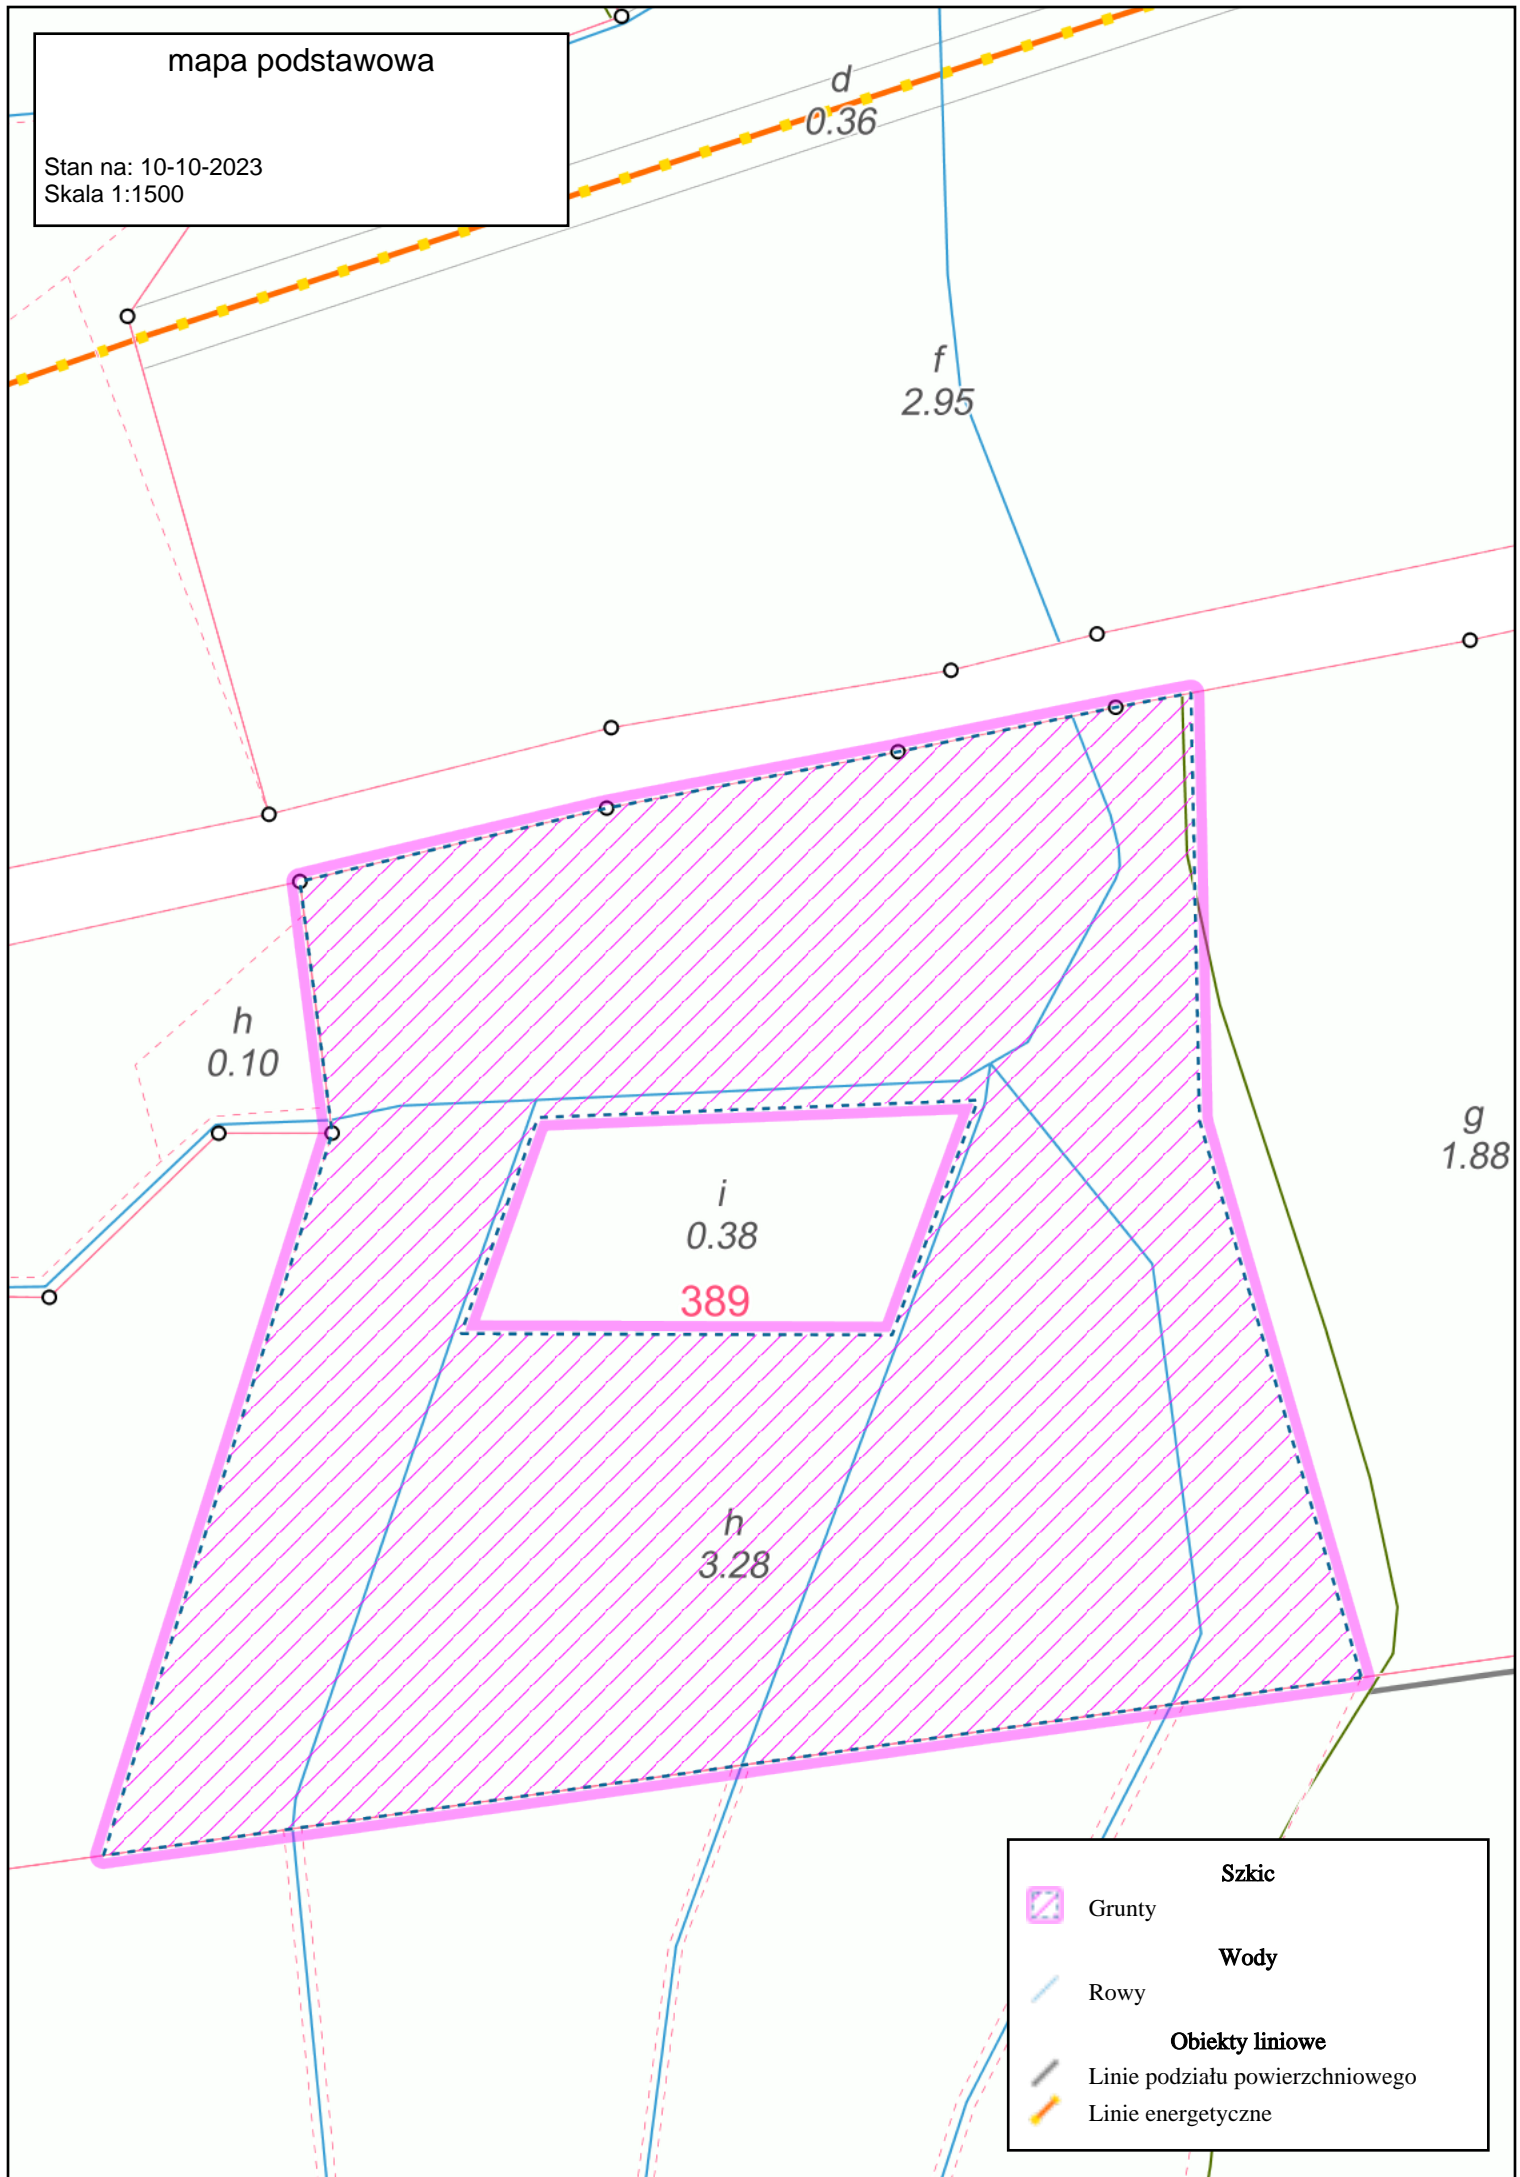 mapa podstawowa
Stan na: 10-10-2023
Skala 1:1500
d
0.36
f
2.95
h
0.10
g
1.88
i
0.38
389
h
3.28
Szkic
Grunty
Wody
Rowy
Obiekty liniowe
Linie podziału powierzchniowego
Linie energetyczne